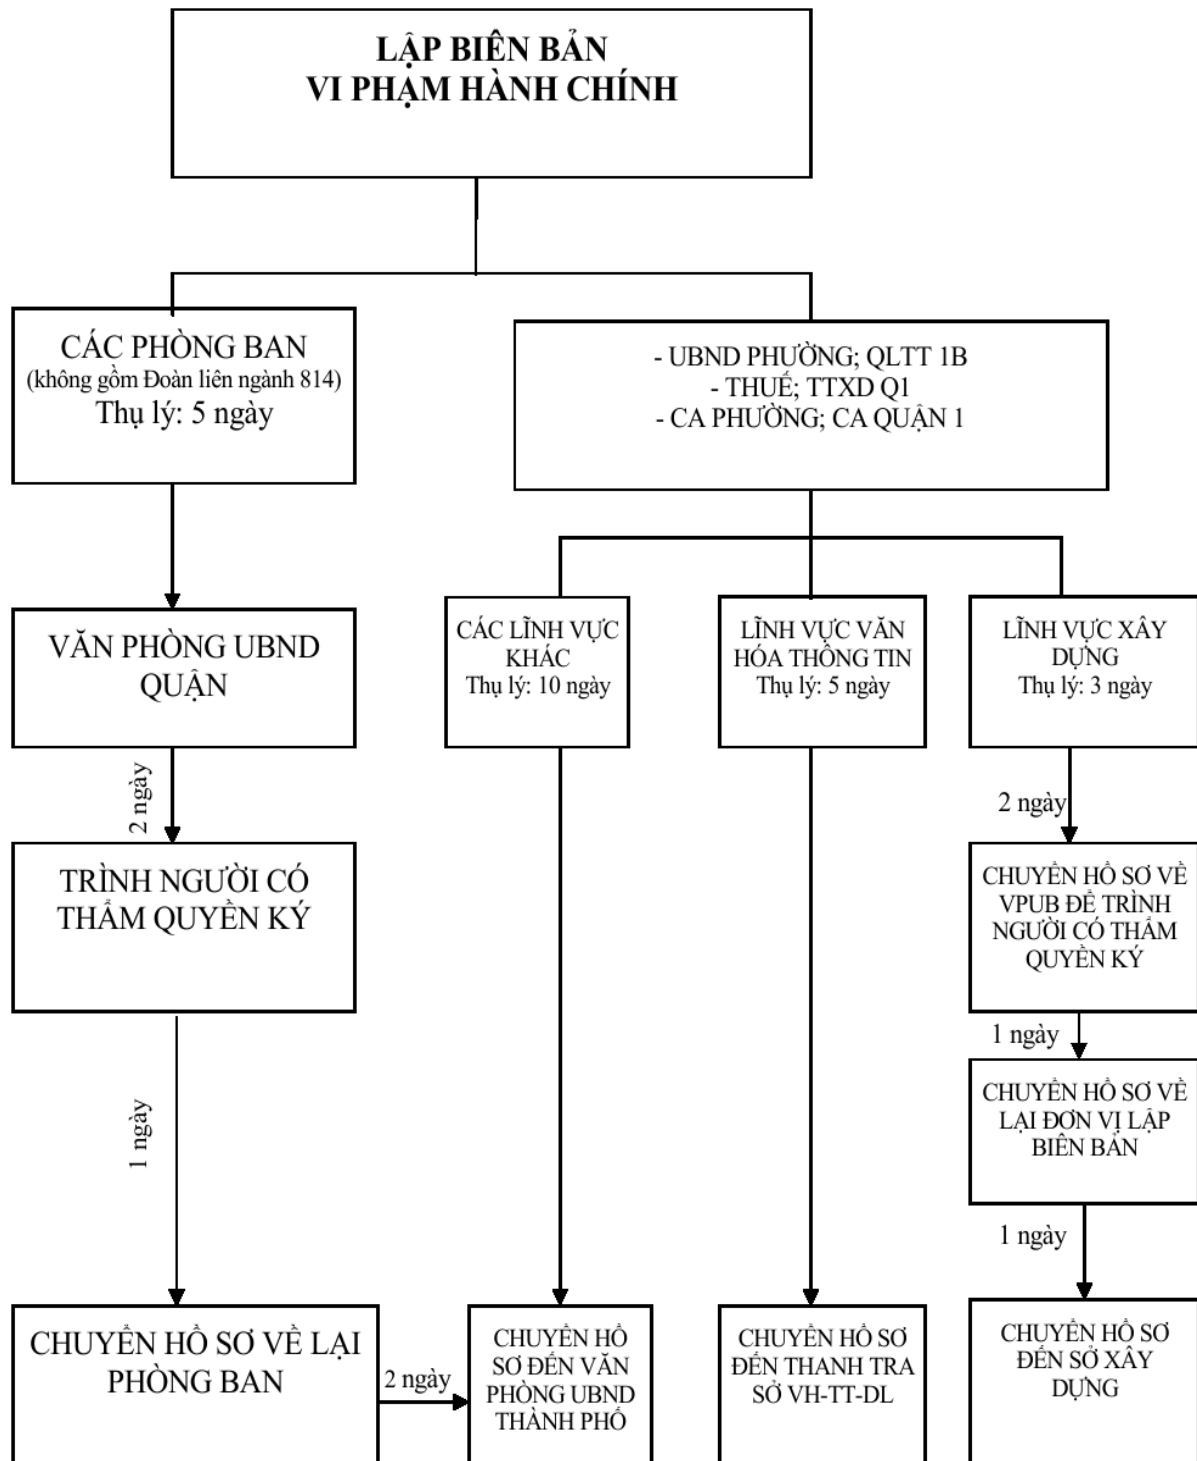 LẬP BIÊN BẢN
VI PHẠM HÀNH CHÍNH
CÁC PHÒNG BAN
(không gồm Đoàn liên ngành 814)
Thụ lý: 5 ngày
- UBND PHƯỜNG; QLTT 1B
- THUẾ; TTXD Q1
- CA PHƯỜNG; CA QUẬN 1
VĂN PHÒNG UBND
QUẬN
CÁC LĨNH VỰC
KHÁC
Thụ lý: 10 ngày
LĨNH VỰC VĂN
HÓA THÔNG TIN
Thụ lý: 5 ngày
LĨNH VỰC XÂY
DỰNG
Thụ lý: 3 ngày
2 ngày
2 ngày
TRÌNH NGƯỜI CÓ
THẨM QUYỀN KÝ
CHUYỂN HỒ SƠ VỀ
VPUB ĐỂ TRÌNH
NGƯỜI CÓ THẨM
QUYỀN KÝ
1 ngày
1 ngày
CHUYỂN HỒ SƠ VỀ
LẠI ĐƠN VỊ LẬP
BIÊN BẢN
1 ngày
CHUYỂN HỒ SƠ VỀ LẠI
PHÒNG BAN
2 ngày
CHUYỂN HỒ
SƠ ĐẾN VĂN
PHÒNG UBND
THÀNH PHỐ
CHUYỂN HỒ SƠ
ĐẾN THANH TRA
SỞ VH-TT-DL
CHUYỂN HỒ SƠ
ĐẾN SỞ XÂY
DỰNG